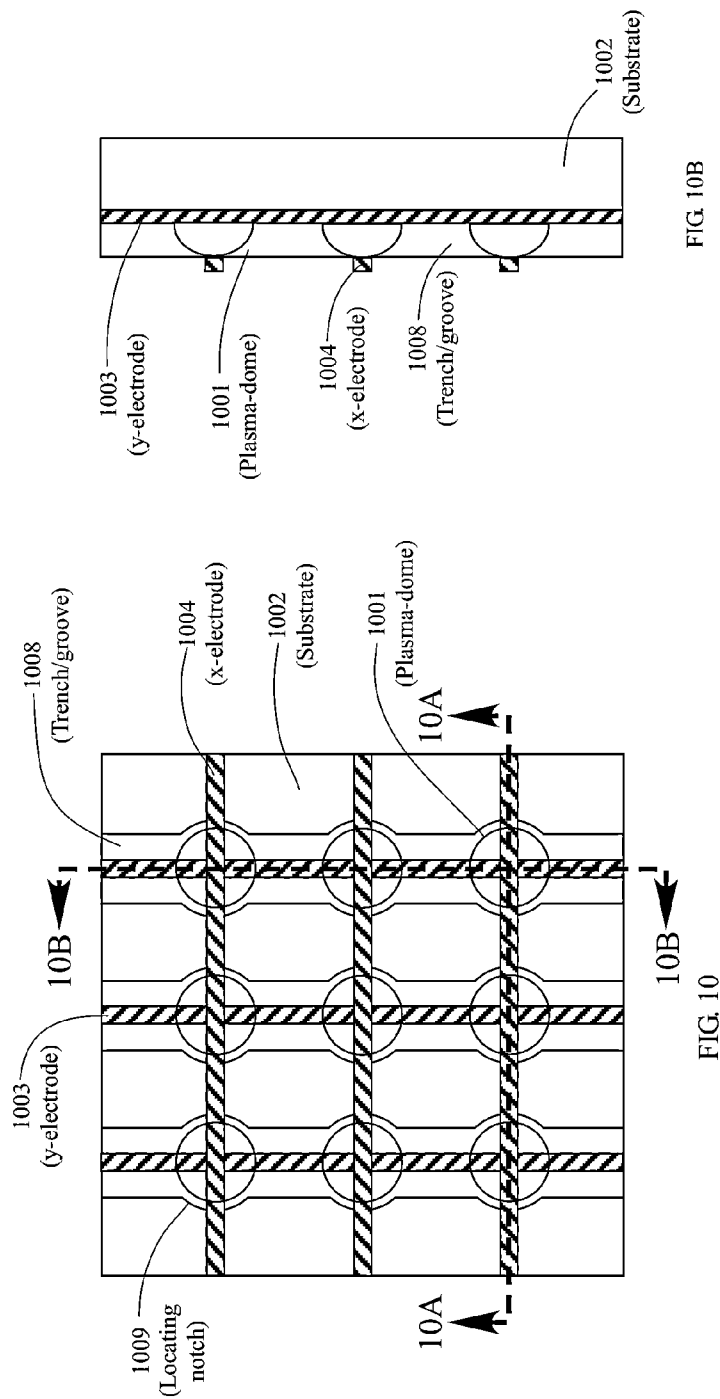 1008
(Trench/groove)
1004
(x-electrode)
1002
(Substrate)
1001
(Plasma-dome)
10A
10B
1003
(y-electrode)
1009
(Locating
notch)
10A
10B
FIG. 10
1003
(y-electrode)
1001
(Plasma-dome)
1004
(x-electrode)
1008
(Trench/groove)
1002
(Substrate)
FIG. 10B